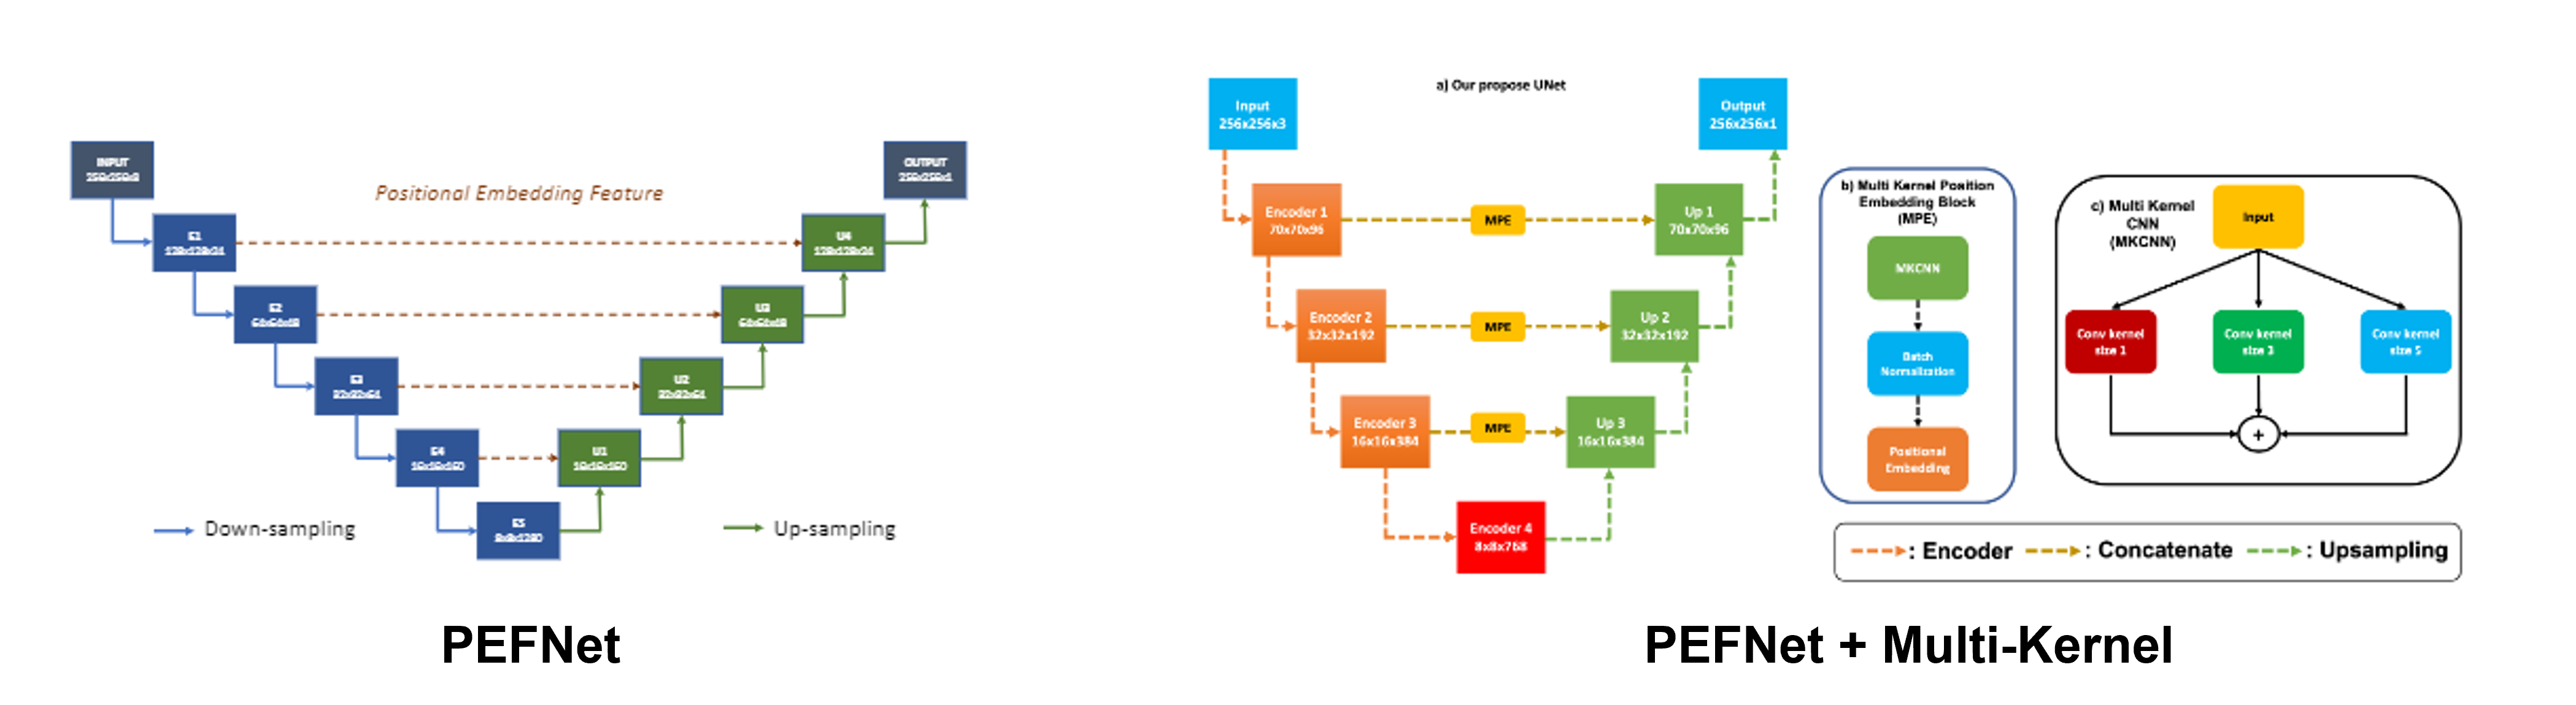 INPUT
256x256x3
OUTPUT
256x256x1
Positional Embedding Feature
E1
128x128x24
U4
128x128x24
E2
64x64x48
U3
64x64x48
E3
32x32x64
U2
32x32x64
E4
16x16x160
U1
16x16x160
E5
8x8x1280
Down-sampling
Up-sampling
PEFNet
a) Our propose UNet
Input
256x256x3
Output
256x256x1
Encoder 1
70x70x96
MPE
Up 1
70x70x96
Encoder 2
32x32x192
MPE
Up 2
32x32x192
Encoder 3
16x16x384
MPE
Up 3
16x16x384
Encoder 4
8x8x768
b) Multi Kernel Position
Embedding Block
(MPE)
MKCNN
Batch
Normalization
Positional
Embedding
c) Multi Kernel
CNN
(MKCNN)
Input
Conv kernel
size 1
Conv kernel
size 3
Conv kernel
size 5
+
: Encoder
: Concatenate
: Upsampling
PEFNet + Multi-Kernel